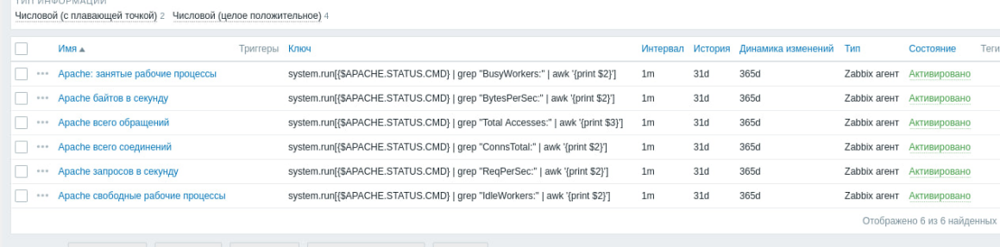 ТИП ИНФОРМАЦИИ
Числовой (с плавающей точкой) 2 Числовой (целое положительное) 4
Имя Триггеры Ключ Интервал История Динамика изменений Тип Состояние Теги
Apache: занятые рабочие процессы system.run[{$APACHE.STATUS.CMD} | grep "BusyWorkers:" | awk '{print $2}'] 1m 31d 365d Zabbix агент Активировано
Apache байтов в секунду system.run[{$APACHE.STATUS.CMD} | grep "BytesPerSec:" | awk '{print $2}'] 1m 31d 365d Zabbix агент Активировано
Apache всего обращений system.run[{$APACHE.STATUS.CMD} | grep "Total Accesses:" | awk '{print $3}'] 1m 31d 365d Zabbix агент Активировано
Apache всего соединений system.run[{$APACHE.STATUS.CMD} | grep "ConnsTotal:" | awk '{print $2}'] 1m 31d 365d Zabbix агент Активировано
Apache запросов в секунду system.run[{$APACHE.STATUS.CMD} | grep "ReqPerSec:" | awk '{print $2}'] 1m 31d 365d Zabbix агент Активировано
Apache свободные рабочие процессы system.run[{$APACHE.STATUS.CMD} | grep "IdleWorkers:" | awk '{print $2}'] 1m 31d 365d Zabbix агент Активировано
Отображено 6 из 6 найденных